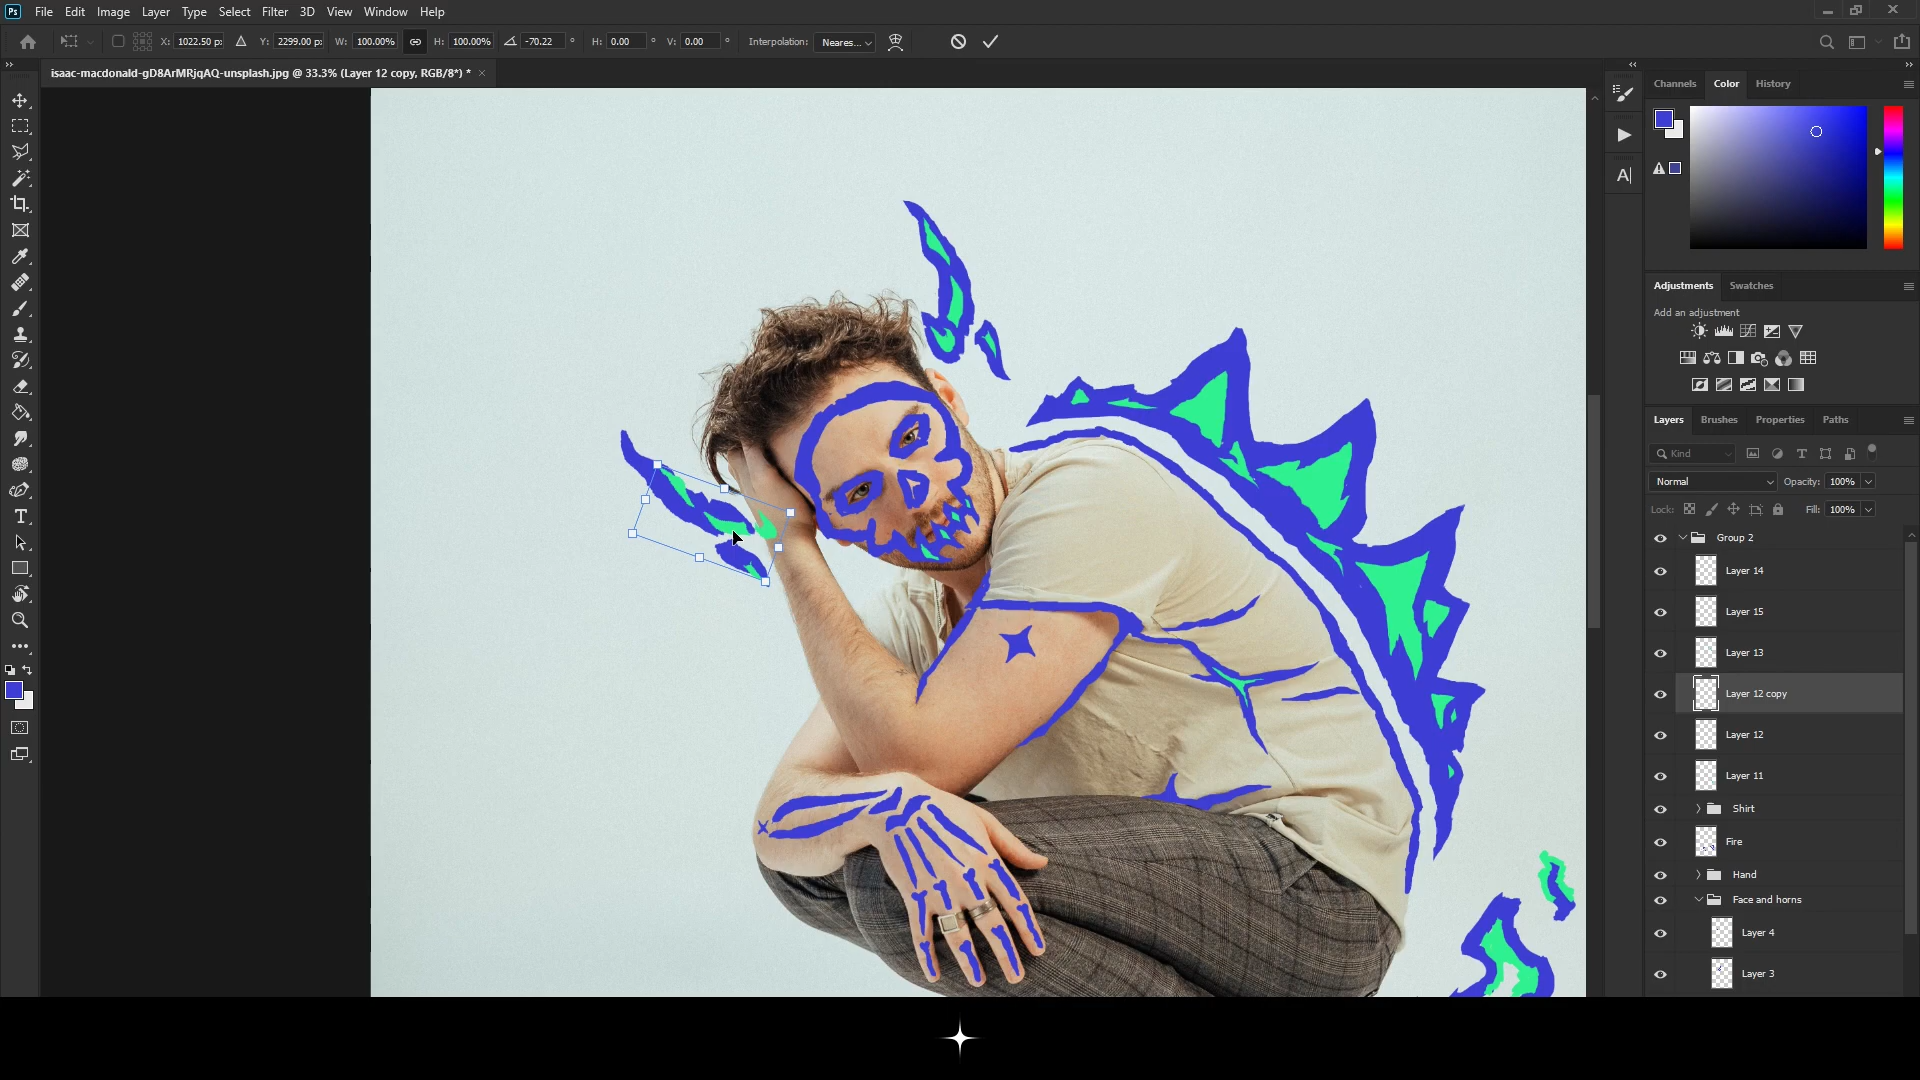 Ps File Edit Image Layer Type Select Filter 3D View Window Help
X: 1022.50 p: Y: 2299.00 p: W: 100.00% H: 100.00% -70.22 ° H: 0.00 ° V: 0.00 ° Interpolation: Neares...
isaac-macdonald-gD8ArMRjqAQ-unsplash.jpg @ 33.3% (Layer 12 copy, RGB/8*) *
Channels Color History
Adjustments Swatches
Add an adjustment
Layers Brushes Properties Paths
Kind
Normal Opacity: 100%
Lock: Fill: 100%
Group 2
Layer 14
Layer 15
Layer 13
Layer 12 copy
Layer 12
Layer 11
Shirt
Fire
Hand
Face and horns
Layer 4
Layer 3